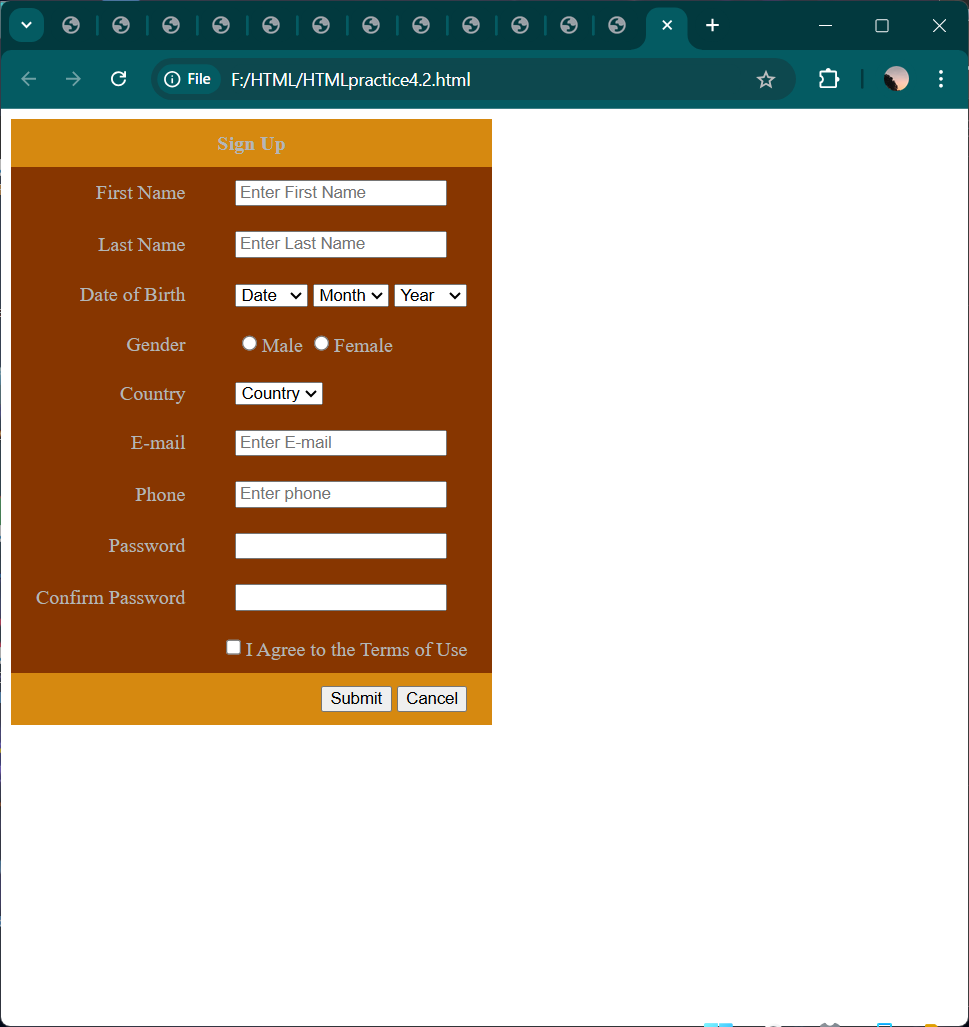 File F:/HTML/HTMLpractice4.2.html
Sign Up
First Name Enter First Name
Last Name Enter Last Name
Date of Birth Date Month Year
Gender Male Female
Country Country
E-mail Enter E-mail
Phone Enter phone
Password
Confirm Password
I Agree to the Terms of Use
Submit Cancel